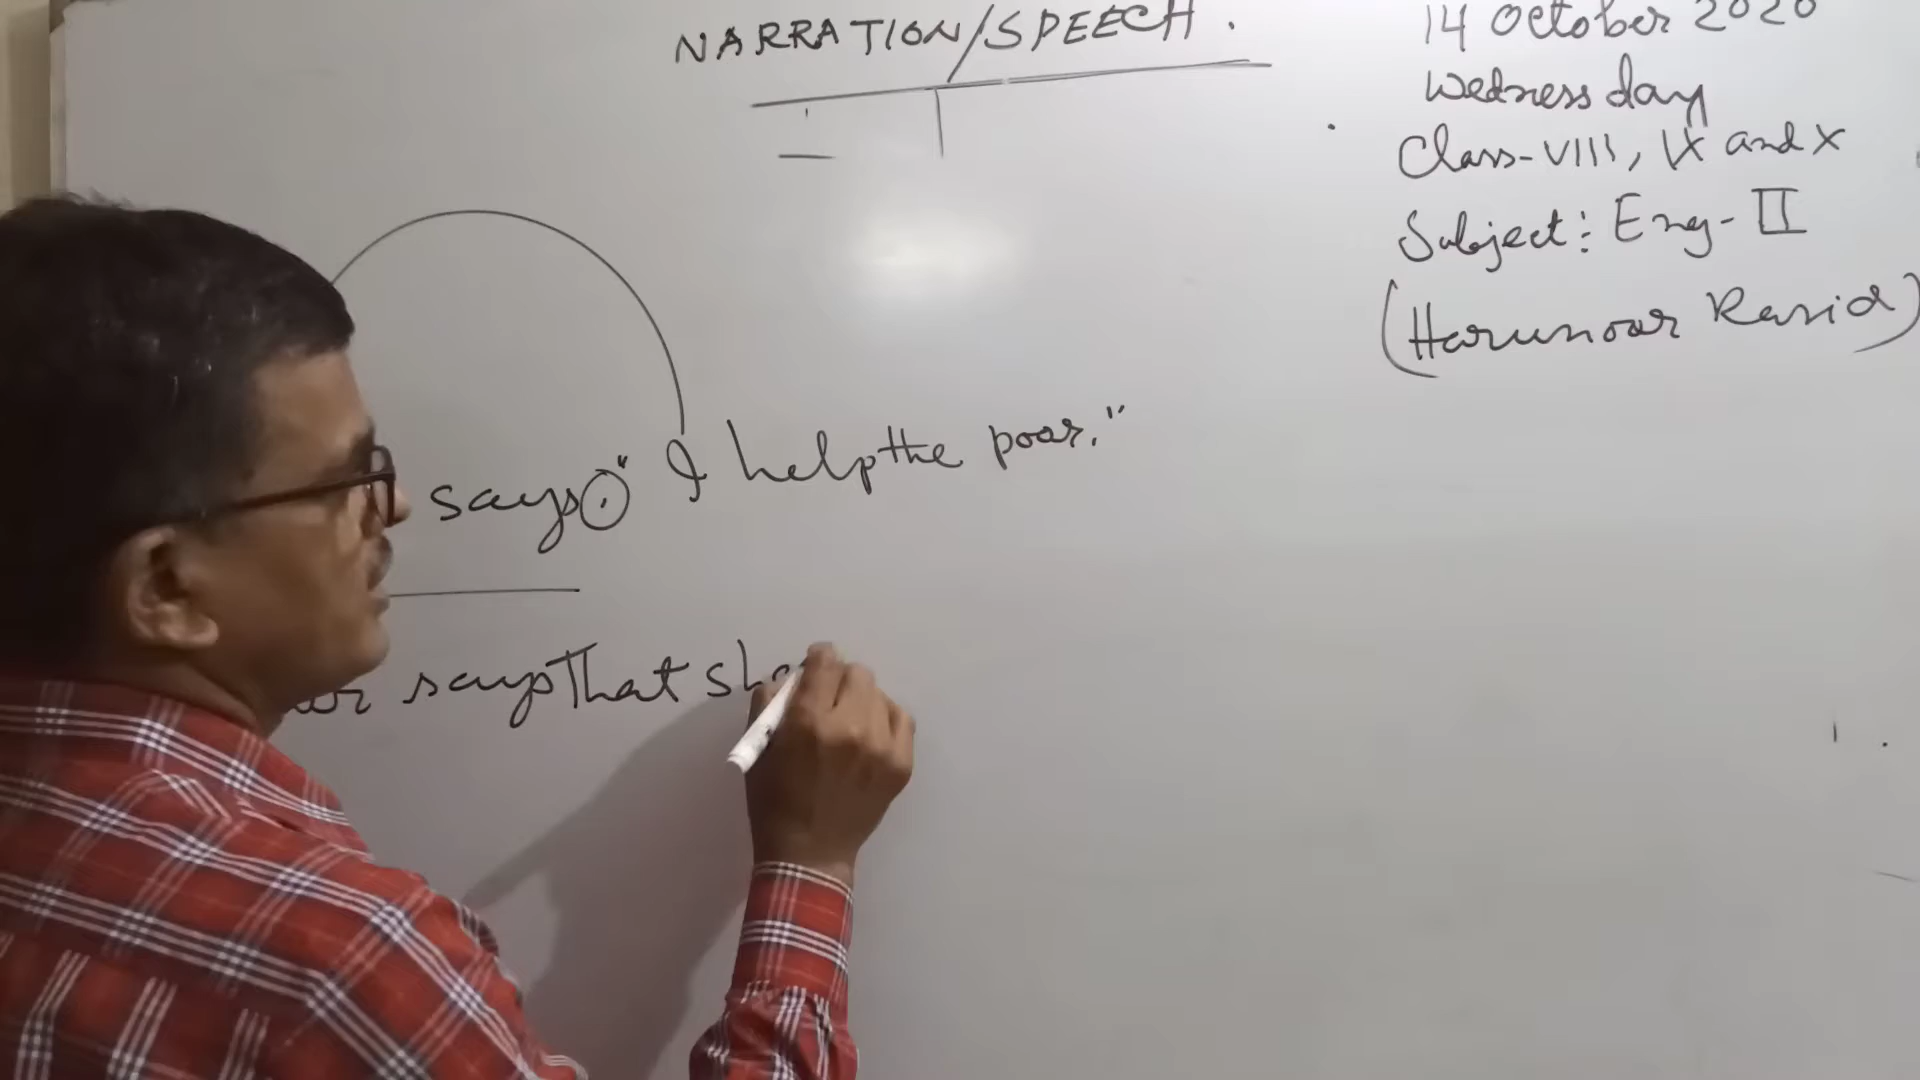 NARRATION/SPEECH.
14 October 2020
Wednesday
Class-VIII, IX and X
Subject: Eng-II
(Harunoar Rasid)
says, "I help the poor."
says that she